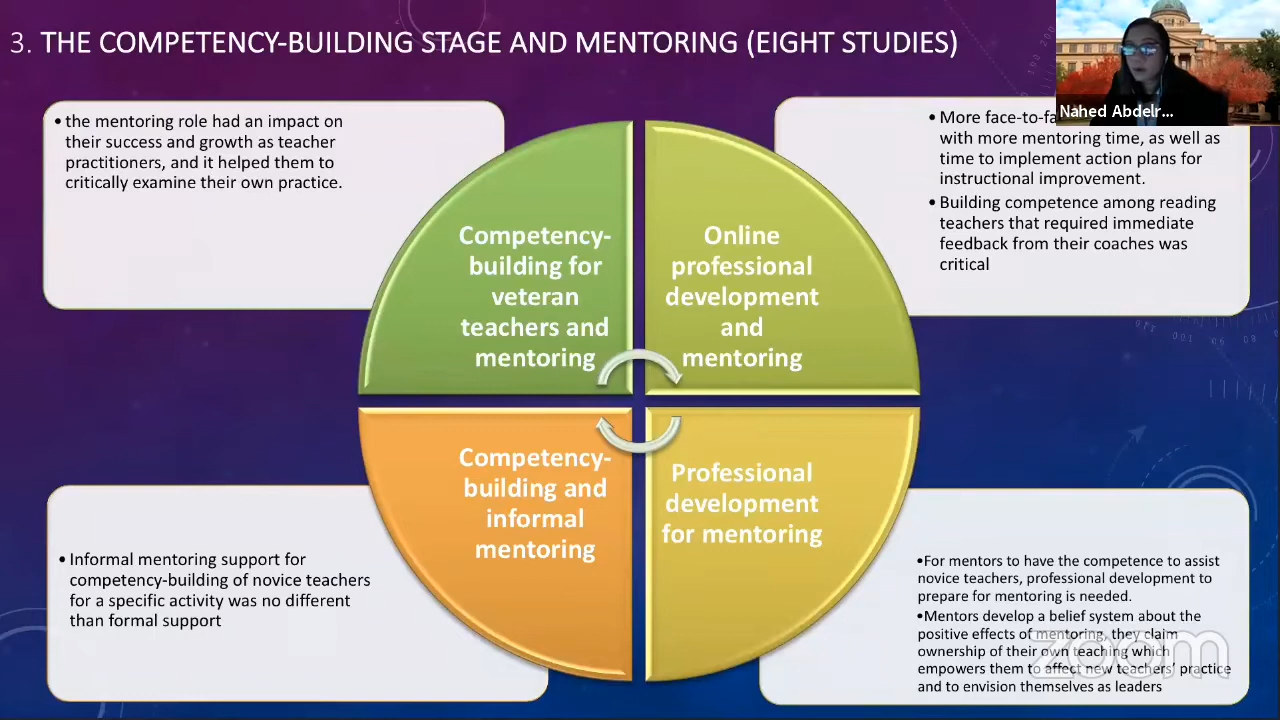 3. THE COMPETENCY-BUILDING STAGE AND MENTORING (EIGHT STUDIES)
Nahed Abdelr...
• the mentoring role had an impact on
their success and growth as teacher
practitioners, and it helped them to
critically examine their own practice.
• More face-to-fa
with more mentoring time, as well as
time to implement action plans for
instructional improvement.
• Building competence among reading
teachers that required immediate
feedback from their coaches was
critical
Competency-
building for
veteran
teachers and
mentoring
Online
professional
development
and
mentoring
Competency-
building and
informal
mentoring
Professional
development
for mentoring
• Informal mentoring support for
competency-building of novice teachers
for a specific activity was no different
than formal support
•For mentors to have the competence to assist
novice teachers, professional development to
prepare for mentoring is needed.
•Mentors develop a belief system about the
positive effects of mentoring, they claim
ownership of their own teaching which
empowers them to affect new teachers' practice
and to envision themselves as leaders
zoom